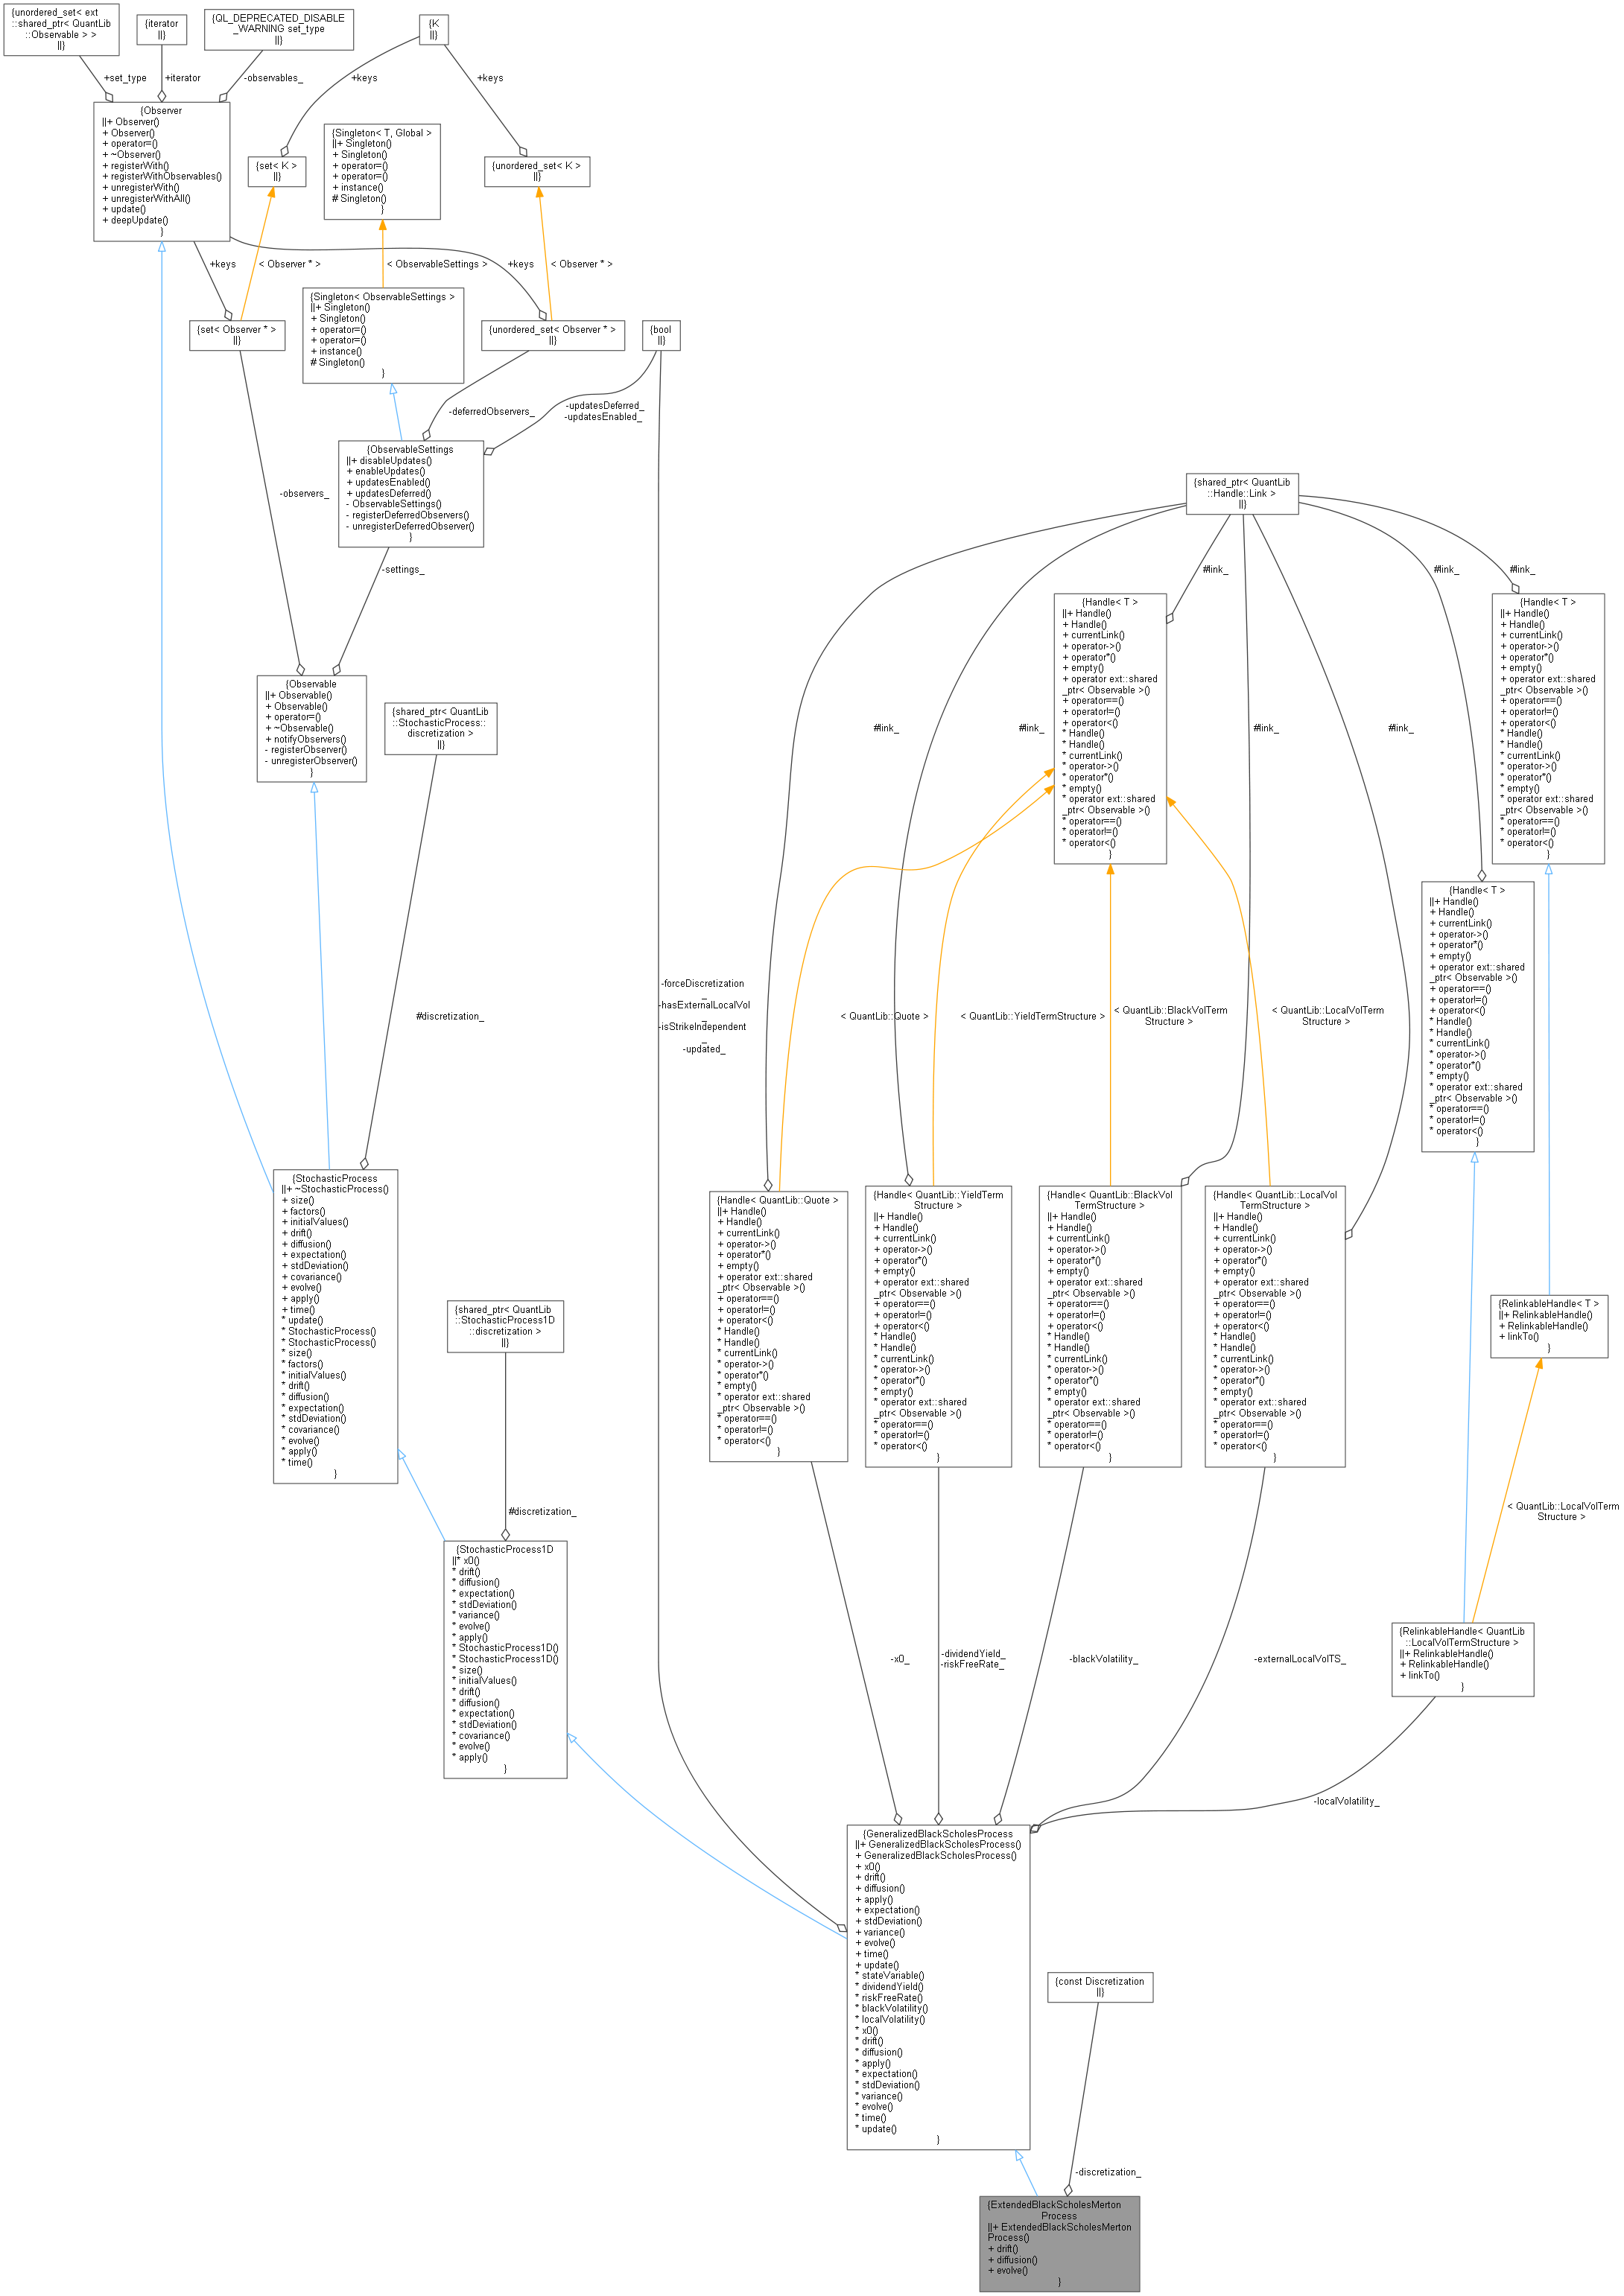 {unordered_set< ext
::shared_ptr< QuantLib
::Observable > >
||}
{iterator
||}
{QL_DEPRECATED_DISABLE
_WARNING set_type
||}
{K
||}
+set_type
+iterator
-observables_
+keys
+keys
{Observer
||+ Observer()
+ Observer()
+ operator=()
+ ~Observer()
+ registerWith()
+ registerWithObservables()
+ unregisterWith()
+ unregisterWithAll()
+ update()
+ deepUpdate()
}
{set< K >
||}
{Singleton< T, Global >
||+ Singleton()
+ Singleton()
+ operator=()
+ operator=()
+ instance()
# Singleton()
}
{unordered_set< K >
||}
+keys
< Observer * >
< ObservableSettings >
+keys
< Observer * >
{set< Observer * >
||}
{Singleton< ObservableSettings >
||+ Singleton()
+ Singleton()
+ operator=()
+ operator=()
+ instance()
# Singleton()
}
{unordered_set< Observer * >
||}
{bool
||}
-deferredObservers_
-updatesDeferred_
-updatesEnabled_
{ObservableSettings
||+ disableUpdates()
+ enableUpdates()
+ updatesEnabled()
+ updatesDeferred()
- ObservableSettings()
- registerDeferredObservers()
- unregisterDeferredObserver()
}
-observers_
-settings_
{shared_ptr< QuantLib
::Handle::Link >
||}
#link_
#link_
#link_
{Observable
||+ Observable()
+ Observable()
+ operator=()
+ ~Observable()
+ notifyObservers()
- registerObserver()
- unregisterObserver()
}
{shared_ptr< QuantLib
::StochasticProcess::
discretization >
||}
{Handle< T >
||+ Handle()
+ Handle()
+ currentLink()
+ operator->()
+ operator*()
+ empty()
+ operator ext::shared
_ptr< Observable >()
+ operator==()
+ operator!=()
+ operator<()
* Handle()
* Handle()
* currentLink()
* operator->()
* operator*()
* empty()
* operator ext::shared
_ptr< Observable >()
* operator==()
* operator!=()
* operator<()
}
{Handle< T >
||+ Handle()
+ Handle()
+ currentLink()
+ operator->()
+ operator*()
+ empty()
+ operator ext::shared
_ptr< Observable >()
+ operator==()
+ operator!=()
+ operator<()
* Handle()
* Handle()
* currentLink()
* operator->()
* operator*()
* empty()
* operator ext::shared
_ptr< Observable >()
* operator==()
* operator!=()
* operator<()
}
#link_
#link_
#link_
#link_
{Handle< T >
||+ Handle()
+ Handle()
+ currentLink()
+ operator->()
+ operator*()
+ empty()
+ operator ext::shared
_ptr< Observable >()
+ operator==()
+ operator!=()
+ operator<()
* Handle()
* Handle()
* currentLink()
* operator->()
* operator*()
* empty()
* operator ext::shared
_ptr< Observable >()
* operator==()
* operator!=()
* operator<()
}
#discretization_
-forceDiscretization
_
-hasExternalLocalVol
_
-isStrikeIndependent
_
-updated_
< QuantLib::Quote >
< QuantLib::YieldTermStructure >
< QuantLib::BlackVolTerm
Structure >
< QuantLib::LocalVolTerm
Structure >
{StochasticProcess
||+ ~StochasticProcess()
+ size()
+ factors()
+ initialValues()
+ drift()
+ diffusion()
+ expectation()
+ stdDeviation()
+ covariance()
+ evolve()
+ apply()
+ time()
* update()
* StochasticProcess()
* StochasticProcess()
* size()
* factors()
* initialValues()
* drift()
* diffusion()
* expectation()
* stdDeviation()
* covariance()
* evolve()
* apply()
* time()
}
{shared_ptr< QuantLib
::StochasticProcess1D
::discretization >
||}
{Handle< QuantLib::Quote >
||+ Handle()
+ Handle()
+ currentLink()
+ operator->()
+ operator*()
+ empty()
+ operator ext::shared
_ptr< Observable >()
+ operator==()
+ operator!=()
+ operator<()
* Handle()
* Handle()
* currentLink()
* operator->()
* operator*()
* empty()
* operator ext::shared
_ptr< Observable >()
* operator==()
* operator!=()
* operator<()
}
{Handle< QuantLib::YieldTerm
Structure >
||+ Handle()
+ Handle()
+ currentLink()
+ operator->()
+ operator*()
+ empty()
+ operator ext::shared
_ptr< Observable >()
+ operator==()
+ operator!=()
+ operator<()
* Handle()
* Handle()
* currentLink()
* operator->()
* operator*()
* empty()
* operator ext::shared
_ptr< Observable >()
* operator==()
* operator!=()
* operator<()
}
{Handle< QuantLib::BlackVol
TermStructure >
||+ Handle()
+ Handle()
+ currentLink()
+ operator->()
+ operator*()
+ empty()
+ operator ext::shared
_ptr< Observable >()
+ operator==()
+ operator!=()
+ operator<()
* Handle()
* Handle()
* currentLink()
* operator->()
* operator*()
* empty()
* operator ext::shared
_ptr< Observable >()
* operator==()
* operator!=()
* operator<()
}
{Handle< QuantLib::LocalVol
TermStructure >
||+ Handle()
+ Handle()
+ currentLink()
+ operator->()
+ operator*()
+ empty()
+ operator ext::shared
_ptr< Observable >()
+ operator==()
+ operator!=()
+ operator<()
* Handle()
* Handle()
* currentLink()
* operator->()
* operator*()
* empty()
* operator ext::shared
_ptr< Observable >()
* operator==()
* operator!=()
* operator<()
}
{RelinkableHandle< T >
||+ RelinkableHandle()
+ RelinkableHandle()
+ linkTo()
}
#discretization_
< QuantLib::LocalVolTerm
Structure >
{StochasticProcess1D
||* x0()
* drift()
* diffusion()
* expectation()
* stdDeviation()
* variance()
* evolve()
* apply()
* StochasticProcess1D()
* StochasticProcess1D()
* size()
* initialValues()
* drift()
* diffusion()
* expectation()
* stdDeviation()
* covariance()
* evolve()
* apply()
}
-x0_
-dividendYield_
-riskFreeRate_
-blackVolatility_
-externalLocalVolTS_
{RelinkableHandle< QuantLib
::LocalVolTermStructure >
||+ RelinkableHandle()
+ RelinkableHandle()
+ linkTo()
}
-localVolatility_
{GeneralizedBlackScholesProcess
||+ GeneralizedBlackScholesProcess()
+ GeneralizedBlackScholesProcess()
+ x0()
+ drift()
+ diffusion()
+ apply()
+ expectation()
+ stdDeviation()
+ variance()
+ evolve()
+ time()
+ update()
* stateVariable()
* dividendYield()
* riskFreeRate()
* blackVolatility()
* localVolatility()
* x0()
* drift()
* diffusion()
* apply()
* expectation()
* stdDeviation()
* variance()
* evolve()
* time()
* update()
}
{const Discretization
||}
-discretization_
{ExtendedBlackScholesMerton
Process
||+ ExtendedBlackScholesMerton
Process()
+ drift()
+ diffusion()
+ evolve()
}